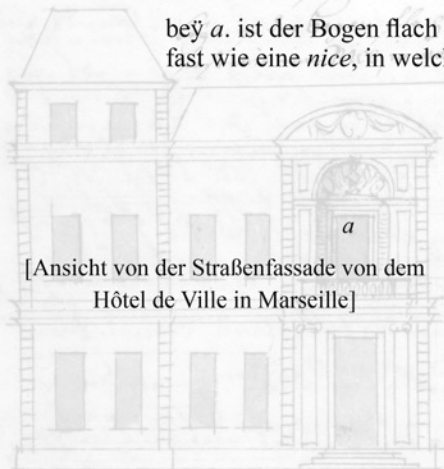 beÿ a. ist der Bogen flach
fast wie eine nice, in welch
a
[Ansicht von der Straßenfassade von dem
Hôtel de Ville in Marseille]